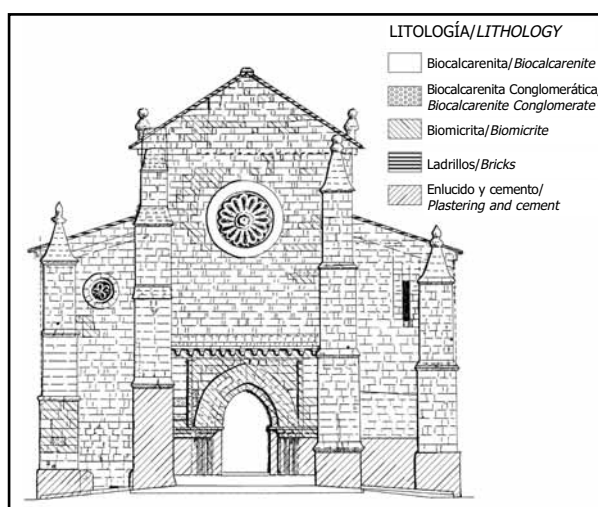 LITOLOGÍA/LITHOLOGY
Biocalcarenita/Biocalcarenite
Biocalcarenita Conglomerática/
Biocalcarenite Conglomerate
Biomicrita/Biomicrite
Ladrillos/Bricks
Enlucido y cemento/
Plastering and cement